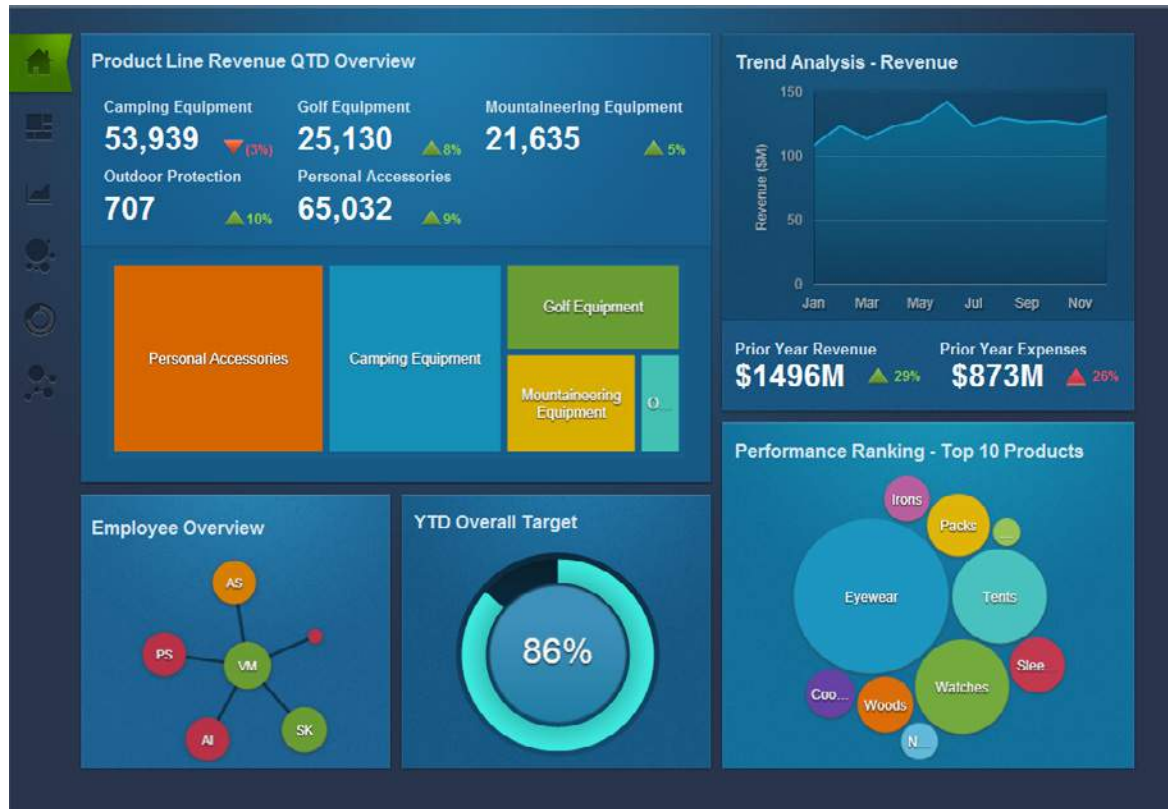 Product Line Revenue QTD Overview
Camping Equipment
Golf Equipment
Mountaineering Equipment
53,939 (3%)
25,130 8%
21,635 5%
Outdoor Protection
Personal Accessories
707 10%
65,032 9%
Personal Accessories
Camping Equipment
Golf Equipment
Mountaineering
Equipment
O...
Trend Analysis - Revenue
Revenue ($M)
150
100
50
0
Jan Mar May Jul Sep Nov
Prior Year Revenue
$1496M 29%
Prior Year Expenses
$873M 26%
Employee Overview
AS
PS
VM
AI
SK
YTD Overall Target
86%
Performance Ranking - Top 10 Products
Irons
Packs
...
Eyewear
Tents
Slee...
Watches
Coo...
Woods
N...